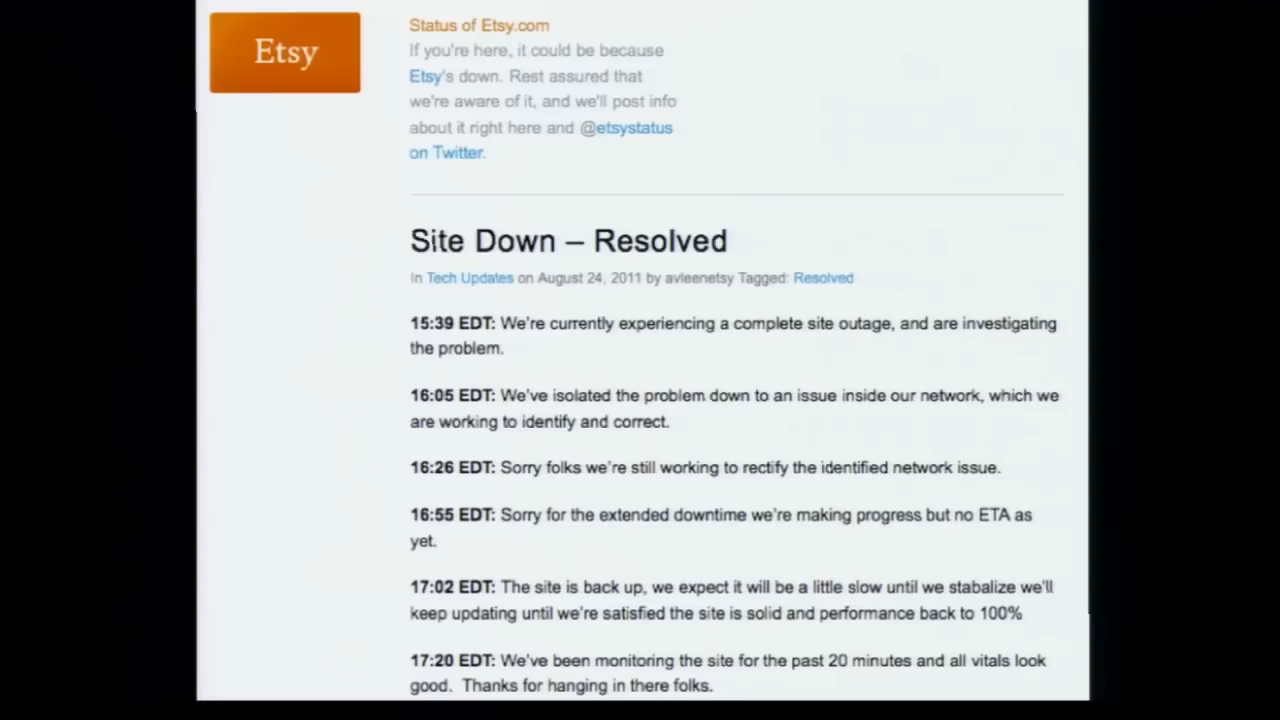 Etsy
Status of Etsy.com
If you're here, it could be because
Etsy's down. Rest assured that
we're aware of it, and we'll post info
about it right here and @etsystatus
on Twitter.
Site Down – Resolved
In Tech Updates on August 24, 2011 by avleenetsy Tagged: Resolved
15:39 EDT: We're currently experiencing a complete site outage, and are investigating
the problem.
16:05 EDT: We've isolated the problem down to an issue inside our network, which we
are working to identify and correct.
16:26 EDT: Sorry folks we're still working to rectify the identified network issue.
16:55 EDT: Sorry for the extended downtime we're making progress but no ETA as
yet.
17:02 EDT: The site is back up, we expect it will be a little slow until we stabalize we'll
keep updating until we're satisfied the site is solid and performance back to 100%
17:20 EDT: We've been monitoring the site for the past 20 minutes and all vitals look
good.  Thanks for hanging in there folks.